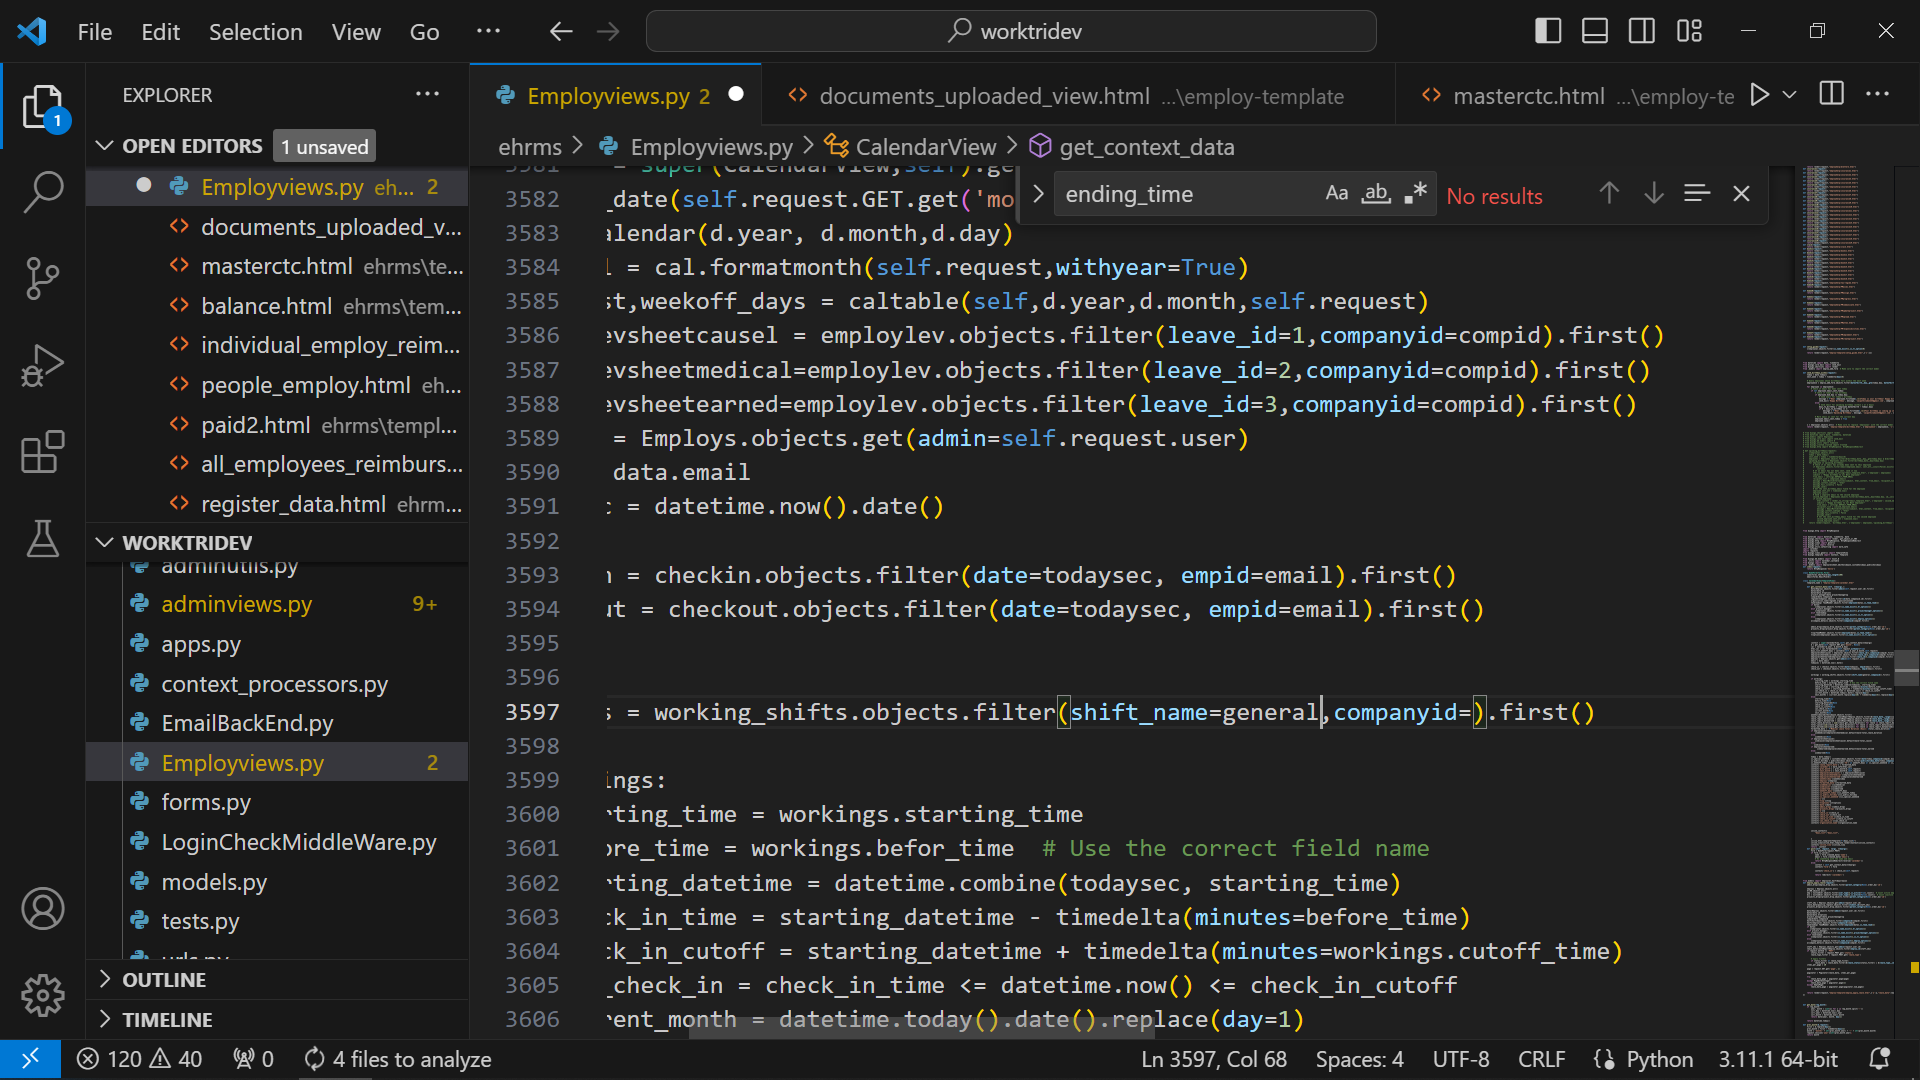 File Edit Selection View Go ··· worktridev
EXPLORER ···
OPEN EDITORS 1 unsaved
Employviews.py eh... 2
documents_uploaded_v...
masterctc.html ehrms\te...
balance.html ehrms\tem...
individual_employ_reim...
people_employ.html eh...
paid2.html ehrms\templ...
all_employees_reimburs...
register_data.html ehrm...
WORKTRIDEV
adminutils.py
adminviews.py 9+
apps.py
context_processors.py
EmailBackEnd.py
Employviews.py 2
forms.py
LoginCheckMiddleWare.py
models.py
tests.py
urls.py
OUTLINE
TIMELINE
1
Employviews.py 2 documents_uploaded_view.html ...\employ-template masterctc.html ...\employ-te
ehrms > Employviews.py > CalendarView > get_context_data
ending_time Aa ab .* No results
3581 = super(CalendarView,self).ge
3582 _date(self.request.GET.get('mo
3583 alendar(d.year, d.month,d.day)
3584 l = cal.formatmonth(self.request,withyear=True)
3585 st,weekoff_days = caltable(self,d.year,d.month,self.request)
3586 evsheetcausel = employlev.objects.filter(leave_id=1,companyid=compid).first()
3587 evsheetmedical=employlev.objects.filter(leave_id=2,companyid=compid).first()
3588 evsheetearned=employlev.objects.filter(leave_id=3,companyid=compid).first()
3589 = Employs.objects.get(admin=self.request.user)
3590 data.email
3591 c = datetime.now().date()
3592
3593 n = checkin.objects.filter(date=todaysec, empid=email).first()
3594 ut = checkout.objects.filter(date=todaysec, empid=email).first()
3595
3596
3597 s = working_shifts.objects.filter(shift_name=general,companyid=).first()
3598
3599 ings:
3600 rting_time = workings.starting_time
3601 ore_time = workings.befor_time # Use the correct field name
3602 rting_datetime = datetime.combine(todaysec, starting_time)
3603 ck_in_time = starting_datetime - timedelta(minutes=before_time)
3604 ck_in_cutoff = starting_datetime + timedelta(minutes=workings.cutoff_time)
3605 _check_in = check_in_time <= datetime.now() <= check_in_cutoff
3606 rent_month = datetime.today().date().replace(day=1)
120 40 0 4 files to analyze Ln 3597, Col 68 Spaces: 4 UTF-8 CRLF {} Python 3.11.1 64-bit